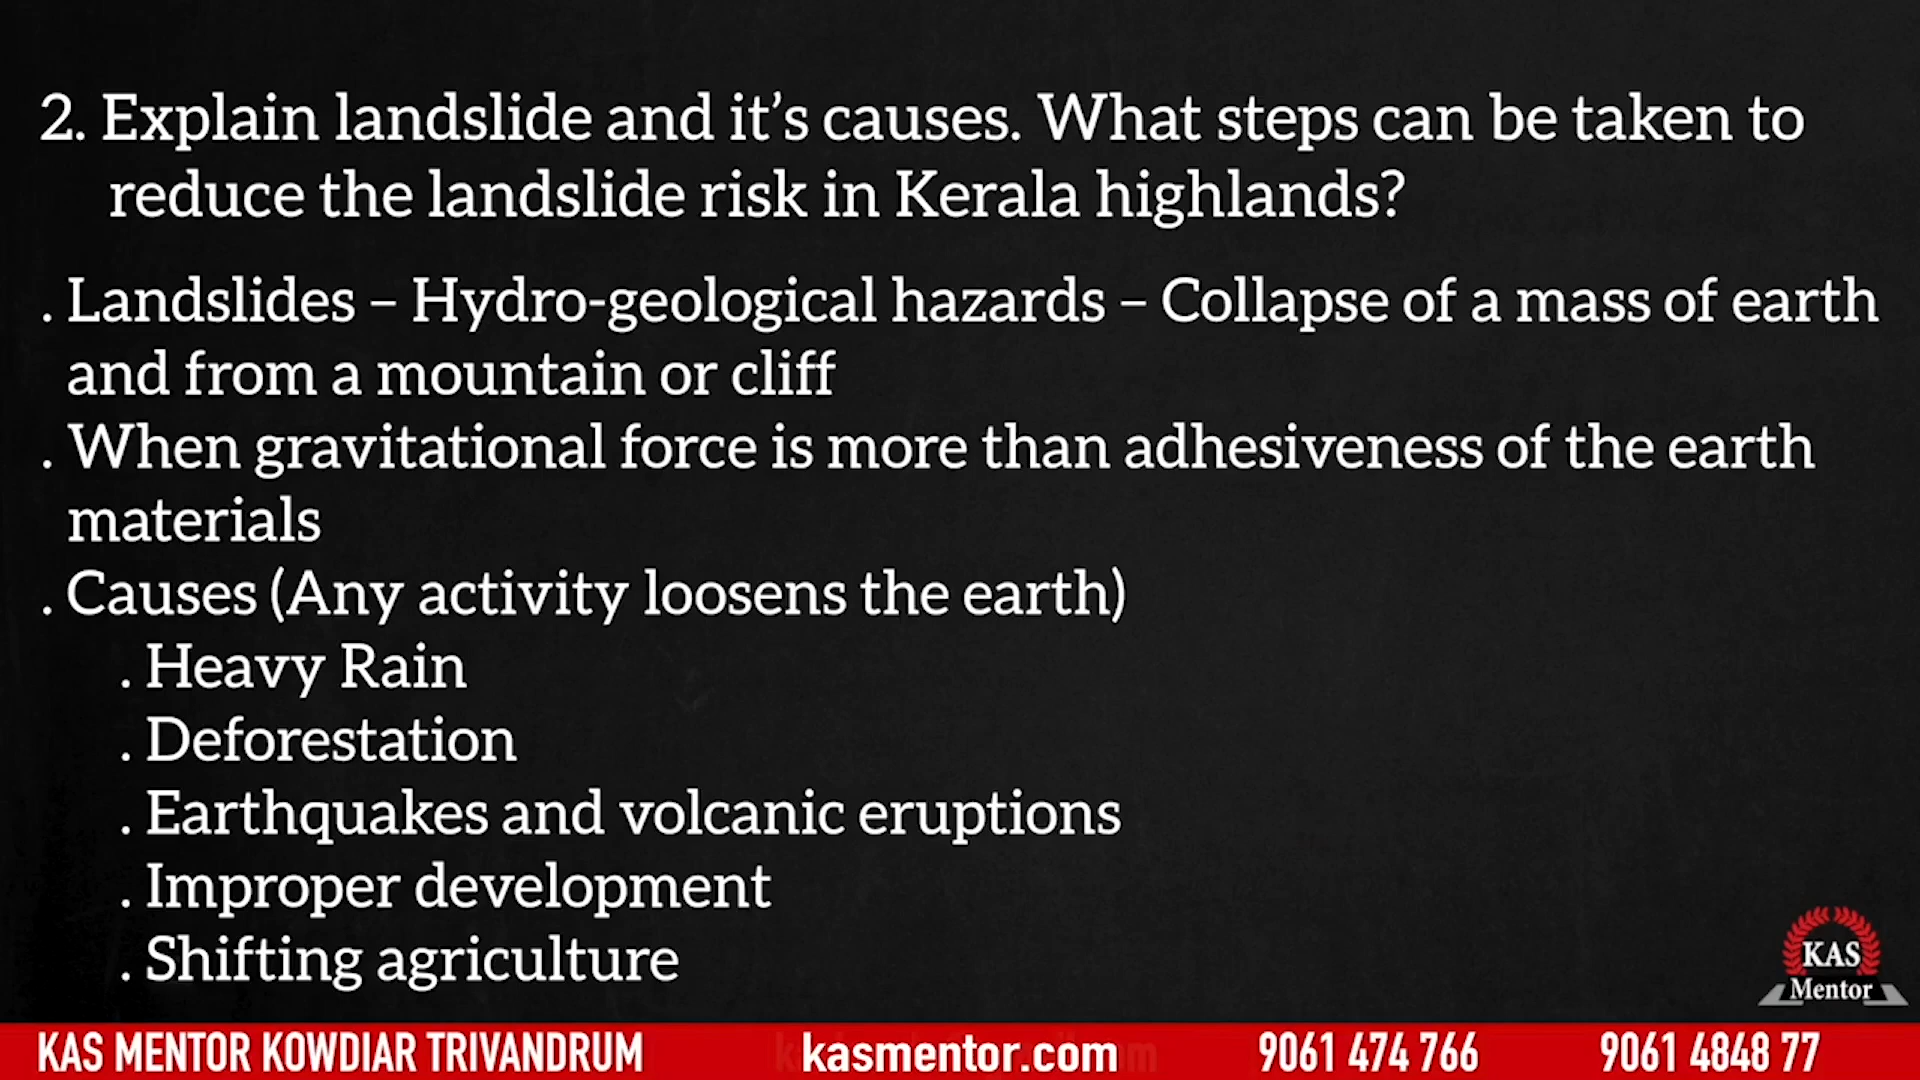 2. Explain landslide and it’s causes. What steps can be taken to
reduce the landslide risk in Kerala highlands?
. Landslides – Hydro-geological hazards – Collapse of a mass of earth
and from a mountain or cliff
. When gravitational force is more than adhesiveness of the earth
materials
. Causes (Any activity loosens the earth)
. Heavy Rain
. Deforestation
. Earthquakes and volcanic eruptions
. Improper development
. Shifting agriculture
KAS
Mentor
KAS MENTOR KOWDIAR TRIVANDRUM kasmentor.com 9061 474 766 9061 4848 77